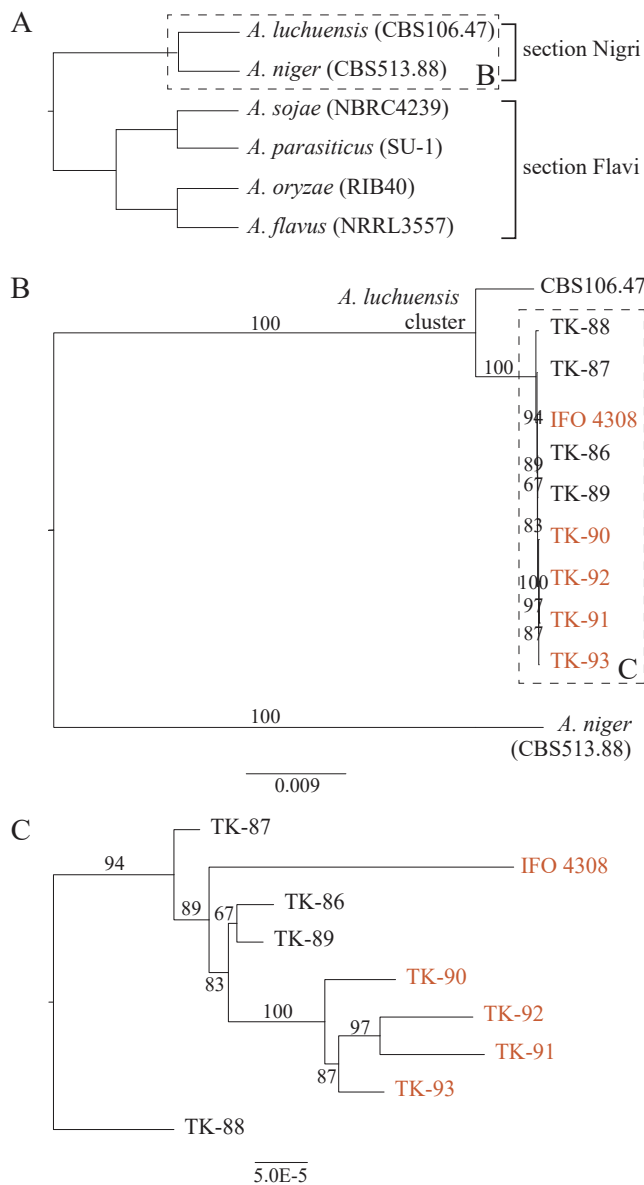 A
A. luchuensis (CBS106.47)
A. niger (CBS513.88)
section Nigri
B
A. sojae (NBRC4239)
A. parasiticus (SU-1)
section Flavi
A. oryzae (RIB40)
A. flavus (NRRL3557)
B
A. luchuensis
cluster
CBS106.47
100
TK-88
100
TK-87
94
IFO 4308
TK-86
89
67
TK-89
83
TK-90
100
TK-92
97
TK-91
87
TK-93
C
100
A. niger
(CBS513.88)
0.009
C
TK-87
94
IFO 4308
89
67
TK-86
TK-89
83
TK-90
100
TK-92
97
TK-91
87
TK-93
TK-88
5.0E-5